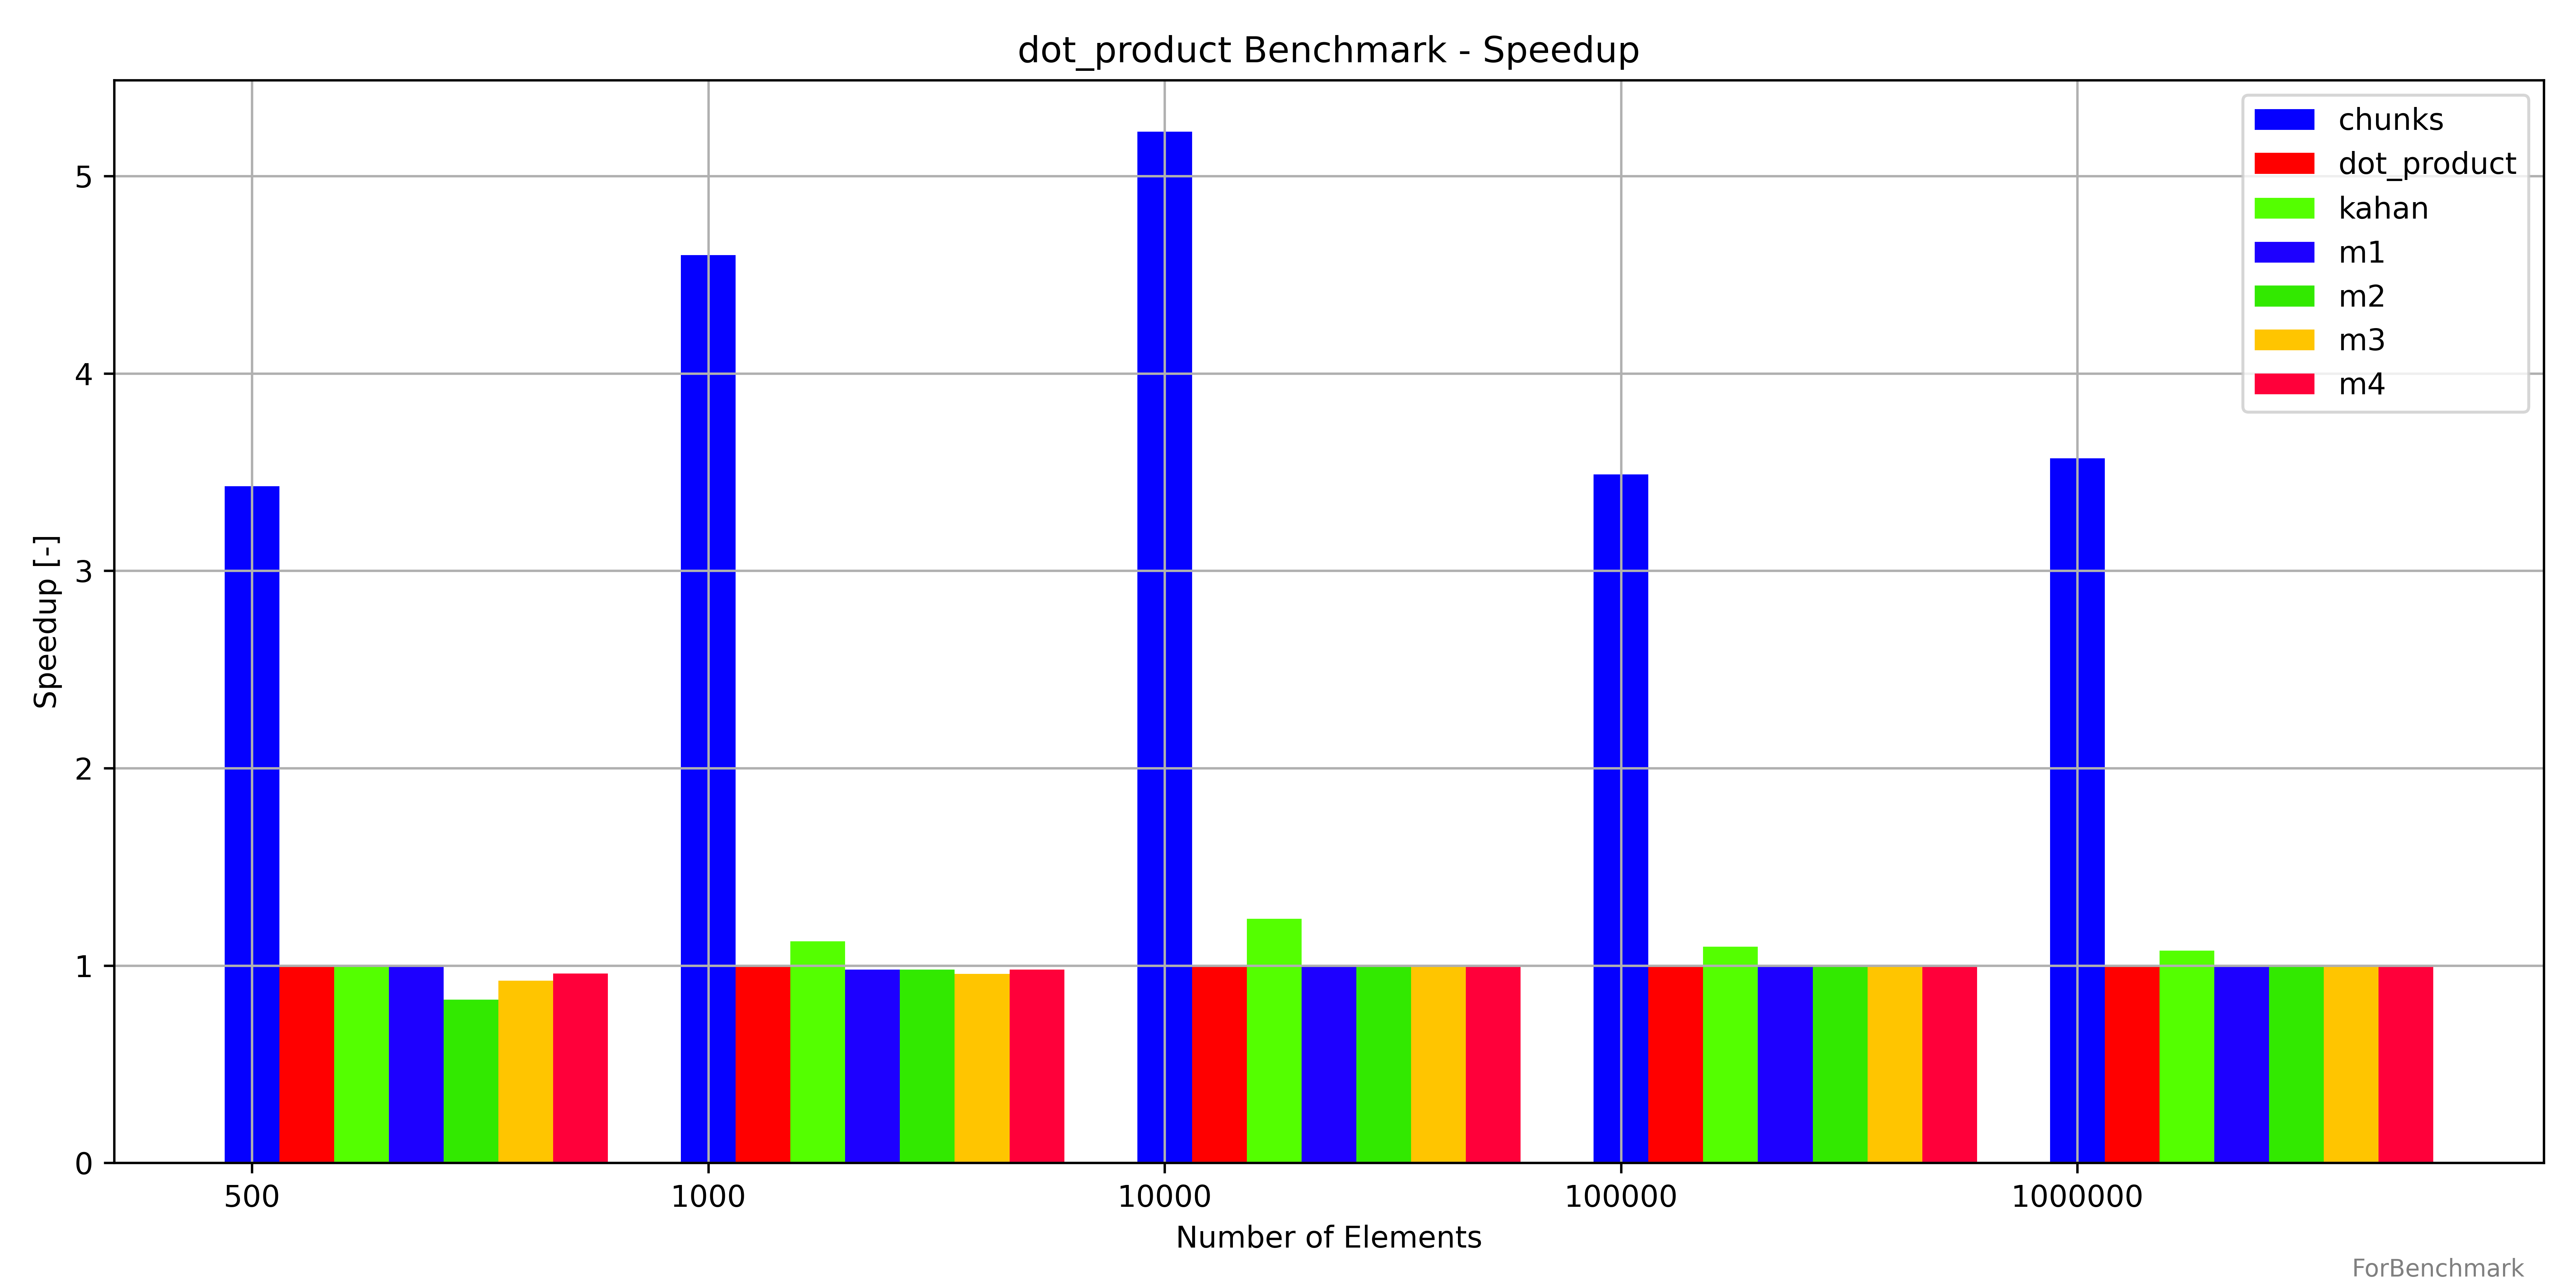 dot_product Benchmark - Speedup
chunks
dot_product
kahan
m1
m2
m3
m4
5
4
3
2
1
0
Speedup [-]
500 1000 10000 100000 1000000
Number of Elements
ForBenchmark